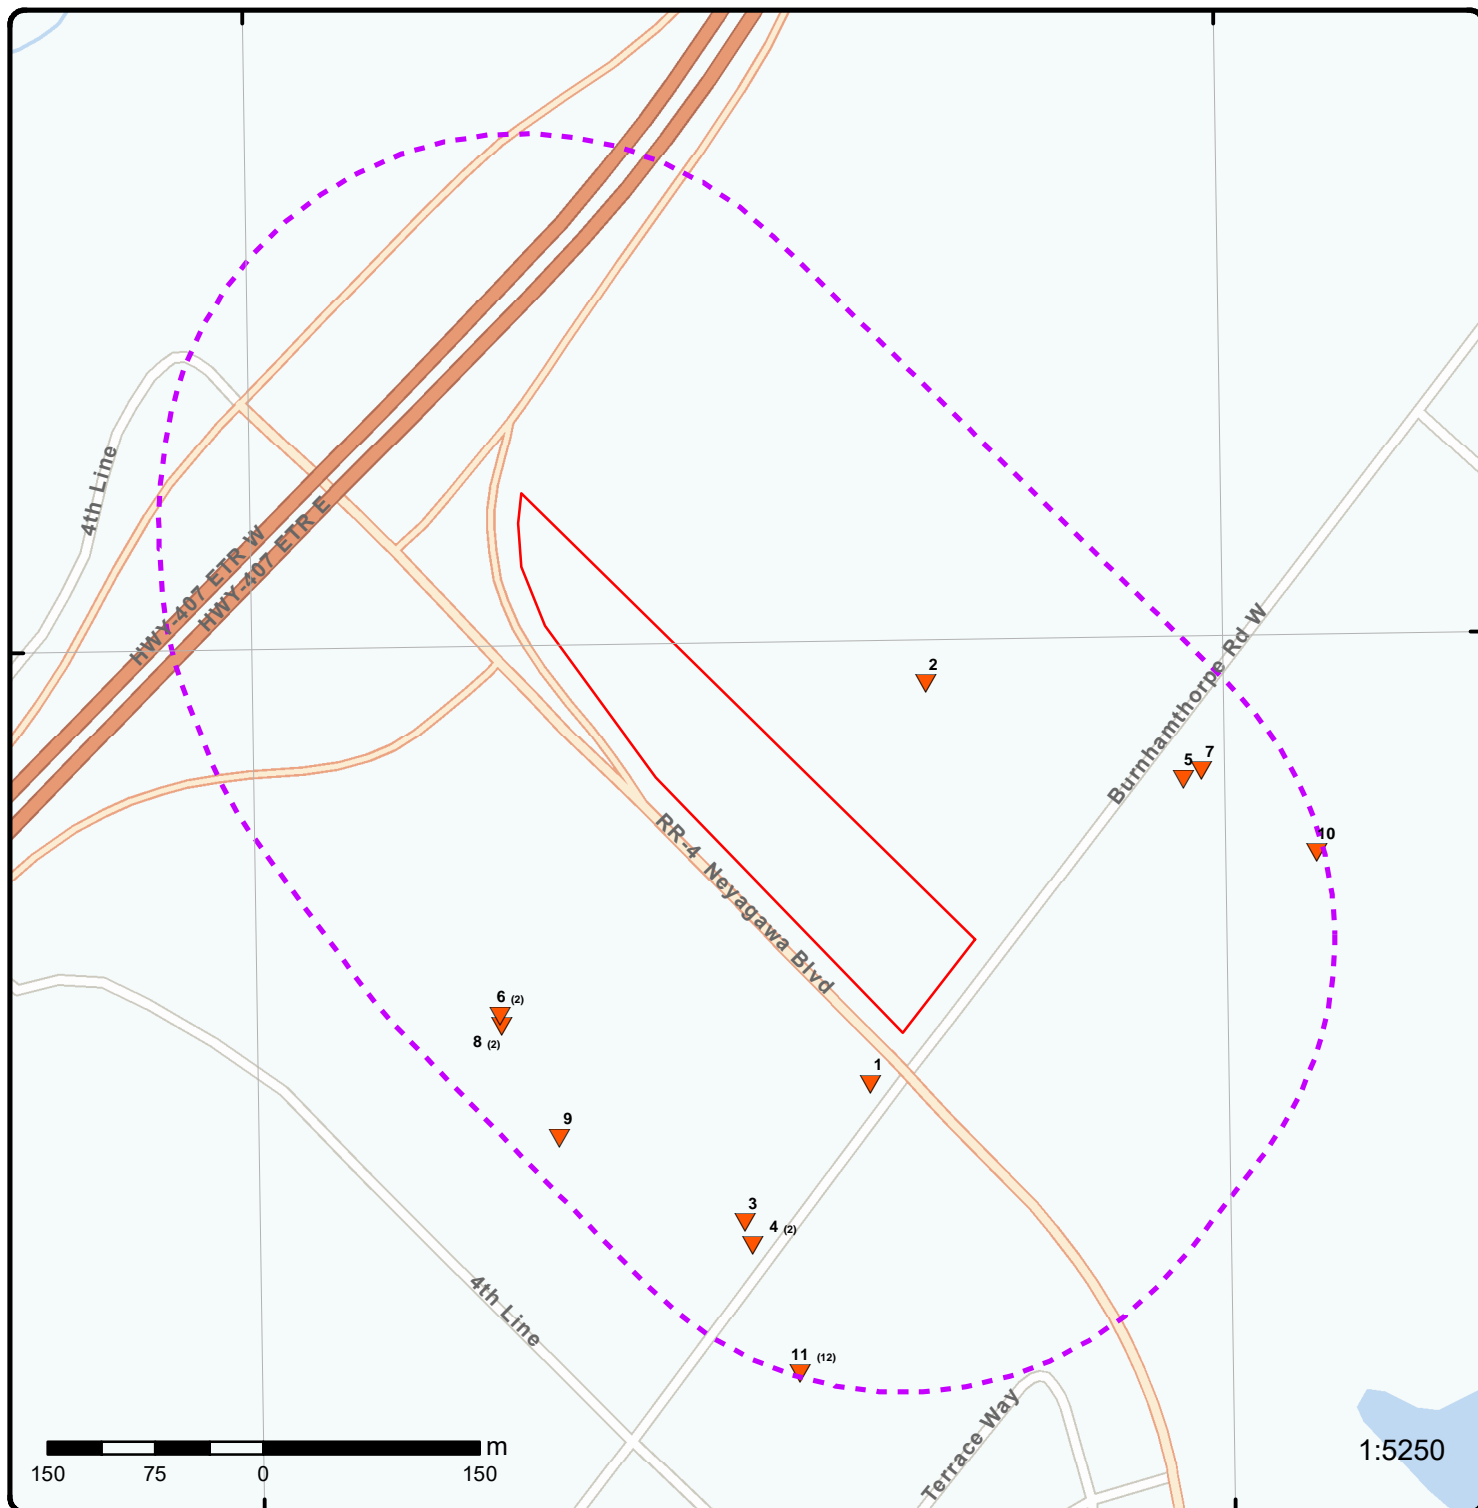 4th Line
HWY-407 ETR W
HWY-407 ETR E
Burnhamthorpe Rd W
2
5
7
10
RR-4 Neyagawa Blvd
6 (2)
8 (2)
1
9
3
4 (2)
4th Line
11 (12)
Terrace Way
m
150 75 0 150
1:5250